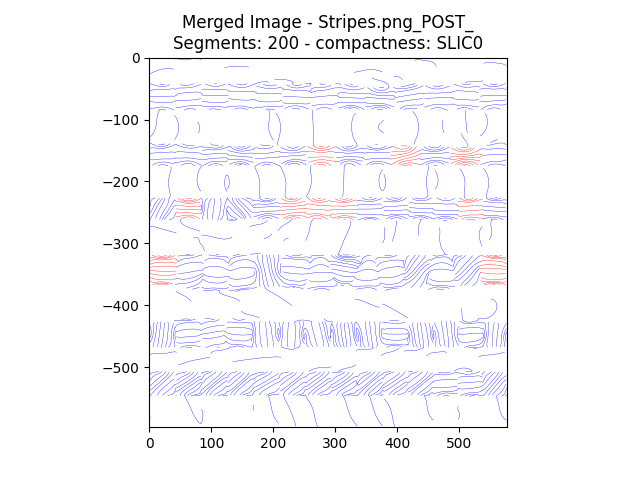 Merged Image - Stripes.png_POST_
Segments: 200 - compactness: SLIC0
0
−100
−200
−300
−400
−500
0 100 200 300 400 500